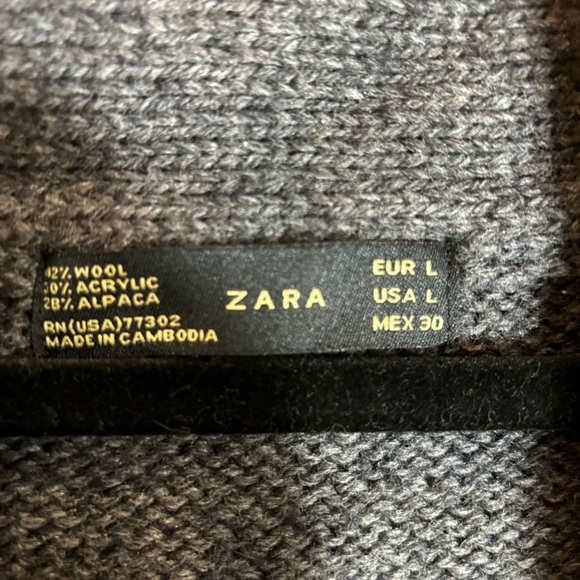 42% WOOL
30% ACRYLIC
28% ALPACA
RN(USA)77302
MADE IN CAMBODIA
ZARA
EUR L
USA L
MEX 30